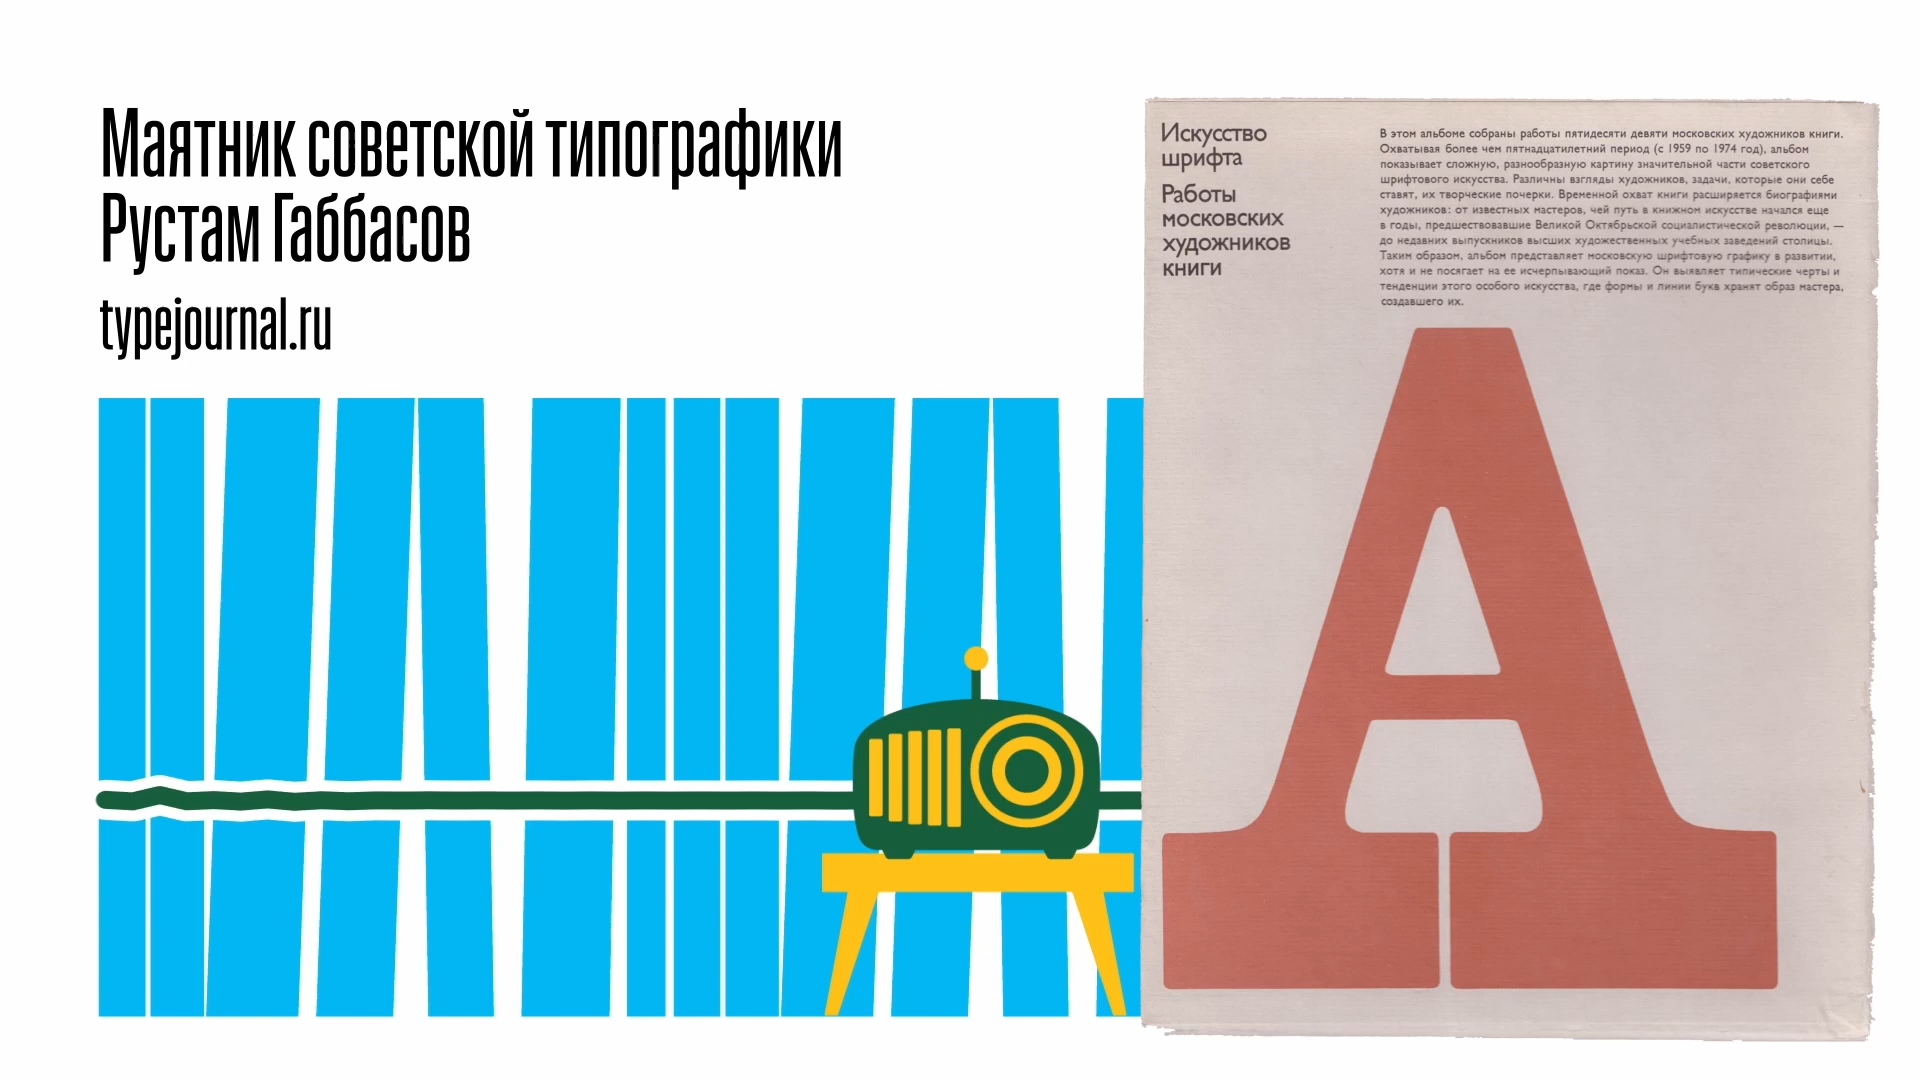 Маятник советской типографики
Рустам Габбасов
typejournal.ru
Искусство
шрифта
Работы
московских
художников
книги
В этом альбоме собраны работы пятидесяти девяти московских художников книги.
Охватывая более чем пятнадцатилетний период (с 1959 по 1974 год), альбом
показывает сложную, разнообразную картину значительной части советского
шрифтового искусства. Различны взгляды художников, задачи, которые они себе
ставят, их творческие почерки. Временной охват книги расширяется биографиями
художников: от известных мастеров, чей путь в книжном искусстве начался еще
в годы, предшествовавшие Великой Октябрьской социалистической революции, —
до недавних выпускников высших художественных учебных заведений столицы.
Таким образом, альбом представляет московскую шрифтовую графику в развитии,
хотя и не посягает на ее исчерпывающий показ. Он выявляет типические черты и
тенденции этого особого искусства, где формы и линии букв хранят образ мастера,
создавшего их.
А